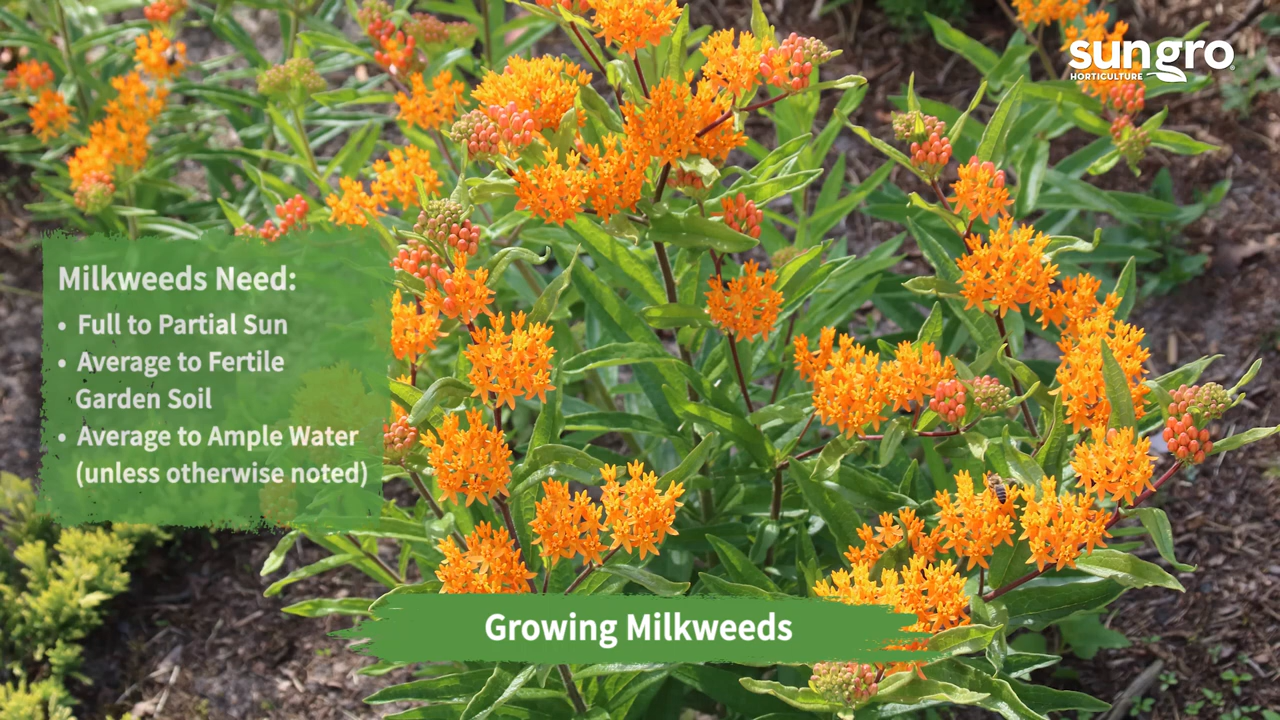 sungro
HORTICULTURE
Milkweeds Need:
• Full to Partial Sun
• Average to Fertile
Garden Soil
• Average to Ample Water
(unless otherwise noted)
Growing Milkweeds